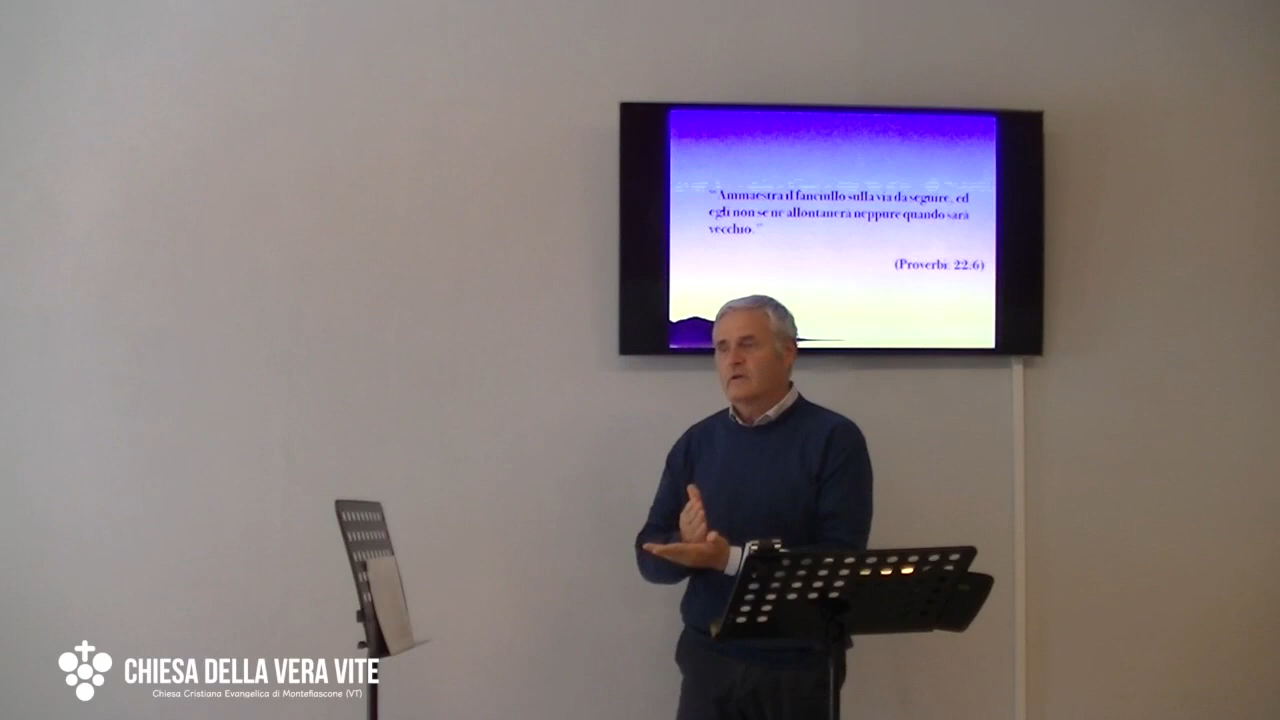 "Ammaestra il fanciullo sulla via da seguire, ed
egli non se ne allontanerà neppure quando sarà
vecchio."
(Proverbi: 22:6)
CHIESA DELLA VERA VITE
Chiesa Cristiana Evangelica di Montefiascone (VT)